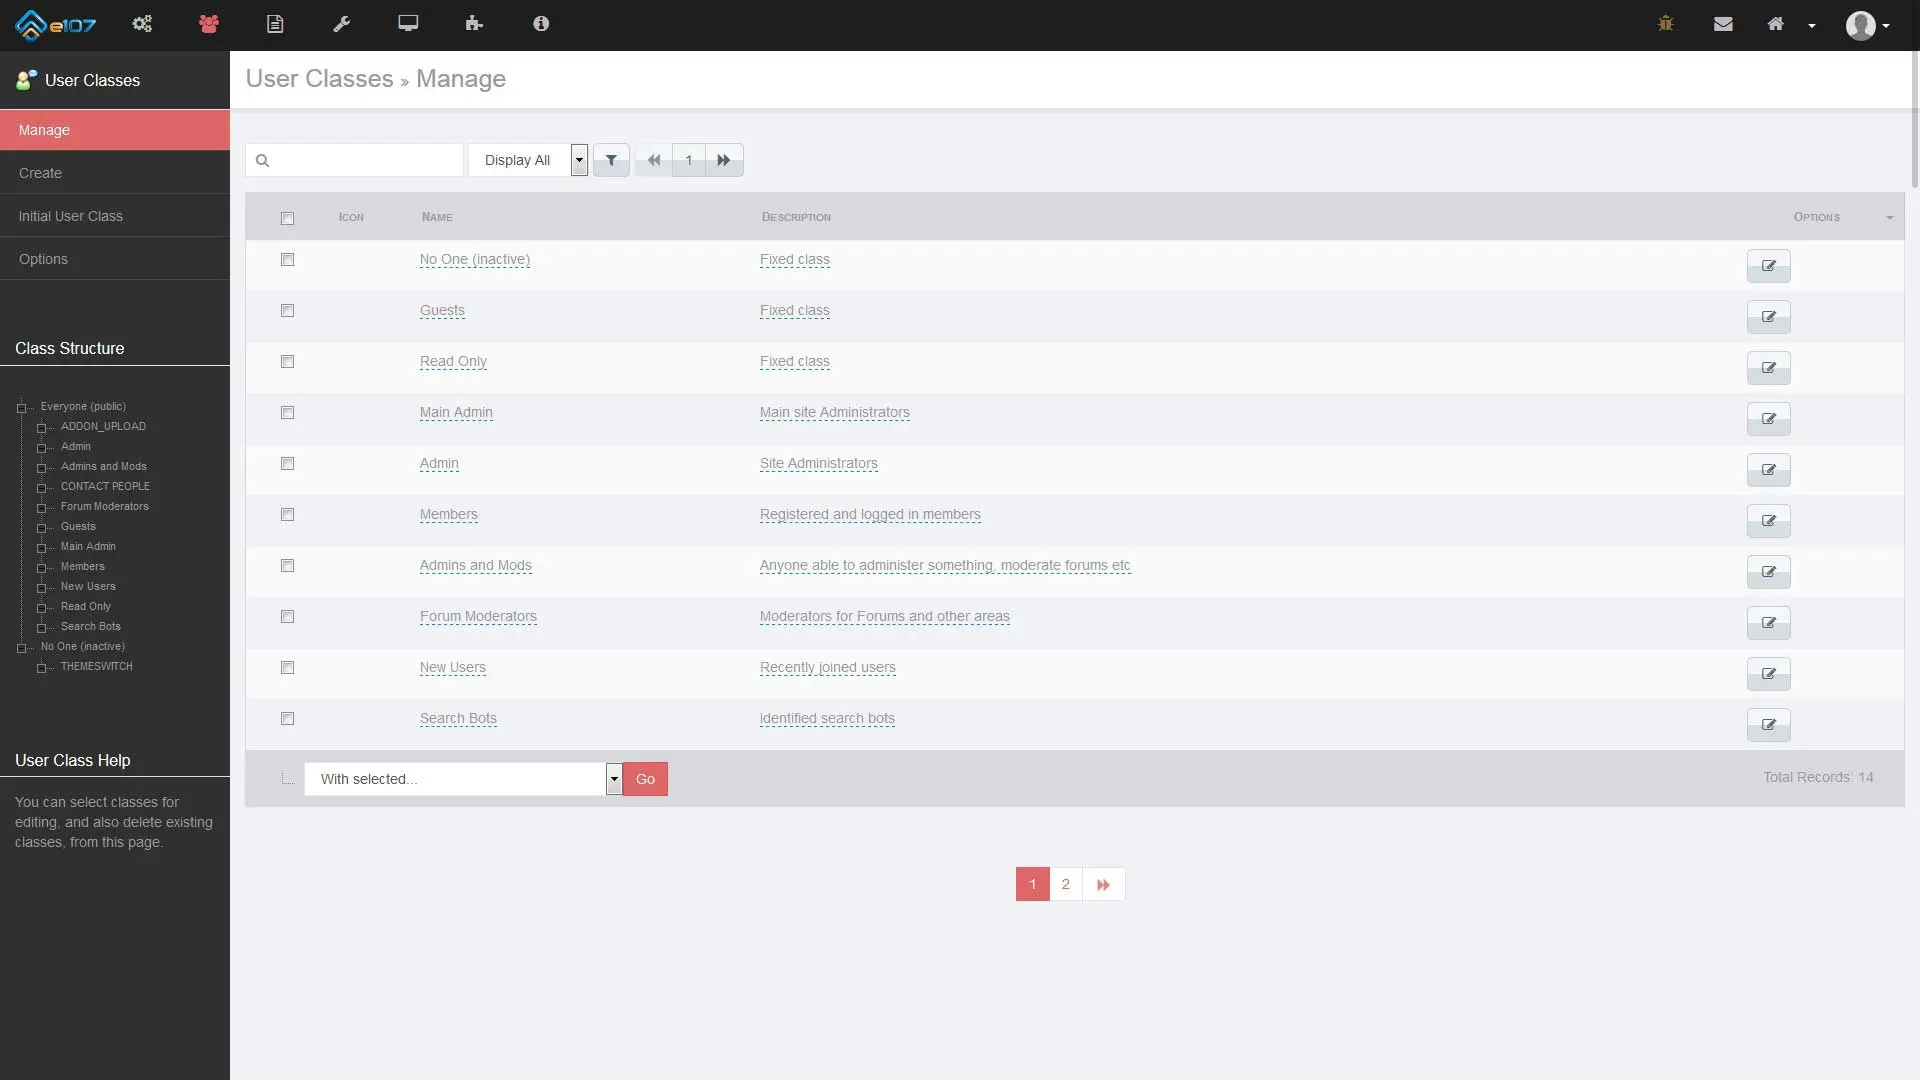 e107
User Classes
Manage
Create
Initial User Class
Options
Class Structure
Everyone (public)
ADDON_UPLOAD
Admin
Admins and Mods
CONTACT PEOPLE
Forum Moderators
Guests
Main Admin
Members
New Users
Read Only
Search Bots
No One (inactive)
THEMESWITCH
User Class Help
You can select classes for
editing, and also delete existing
classes, from this page.
User Classes » Manage
Display All
1
Icon Name Description Options
No One (inactive) Fixed class
Guests Fixed class
Read Only Fixed class
Main Admin Main site Administrators
Admin Site Administrators
Members Registered and logged in members
Admins and Mods Anyone able to administer something, moderate forums etc
Forum Moderators Moderators for Forums and other areas
New Users Recently joined users
Search Bots Identified search bots
With selected... Go Total Records: 14
1 2